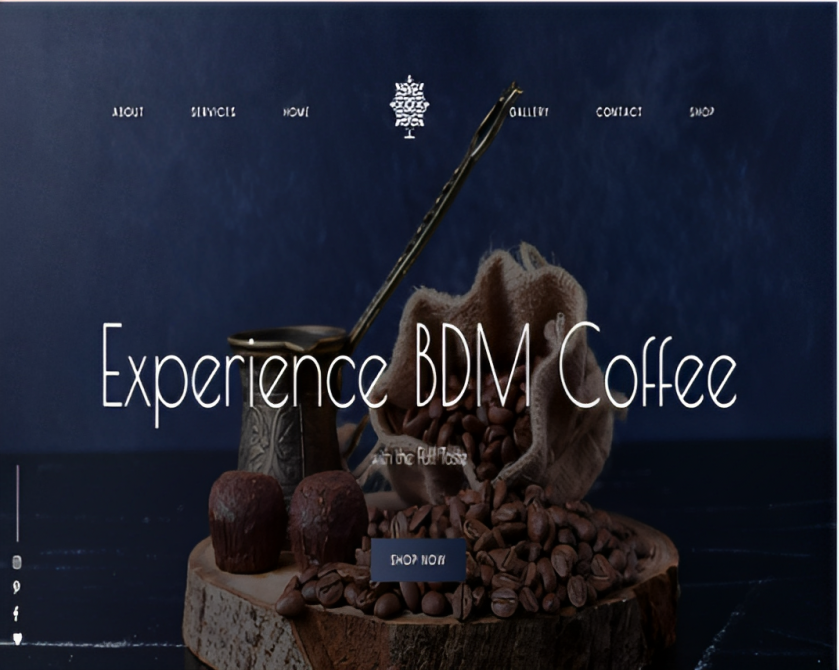 ABOUT SERVICES HOME GALLERY CONTACT SHOP
Experience BDM Coffee
with the Full Taste
SHOP NOW